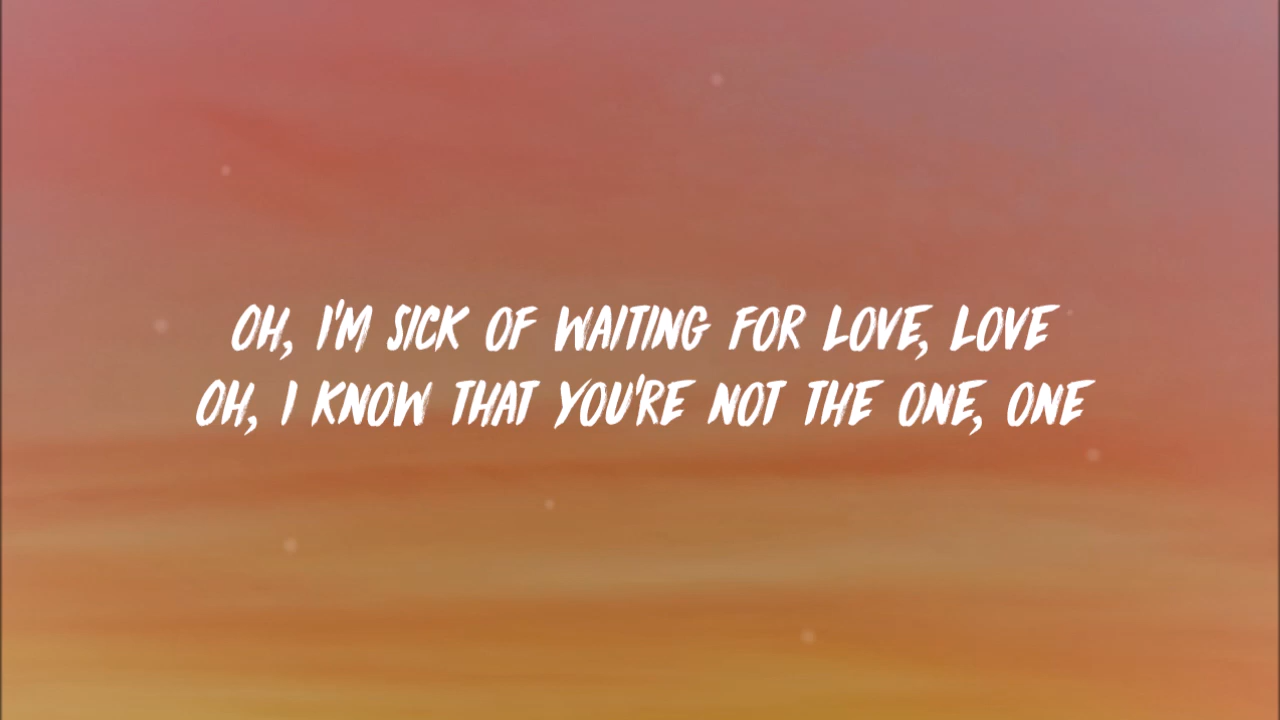 OH, I'M SICK OF WAITING FOR LOVE, LOVE
OH, I KNOW THAT YOU'RE NOT THE ONE, ONE